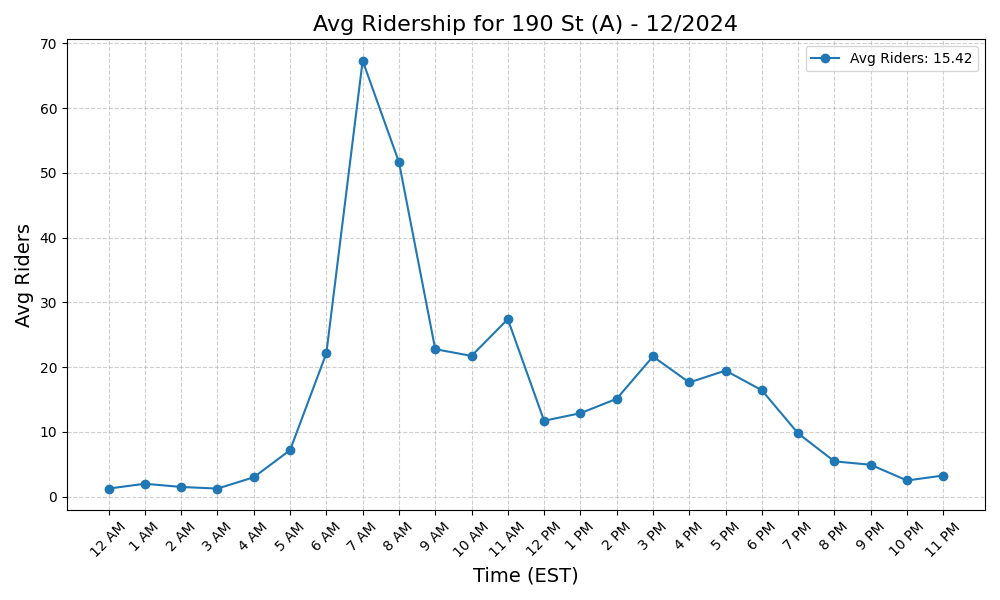 Avg Ridership for 190 St (A) - 12/2024
Avg Riders: 15.42
Avg Riders
70
60
50
40
30
20
10
0
12 AM
1 AM
2 AM
3 AM
4 AM
5 AM
6 AM
7 AM
8 AM
9 AM
10 AM
11 AM
12 PM
1 PM
2 PM
3 PM
4 PM
5 PM
6 PM
7 PM
8 PM
9 PM
10 PM
11 PM
Time (EST)